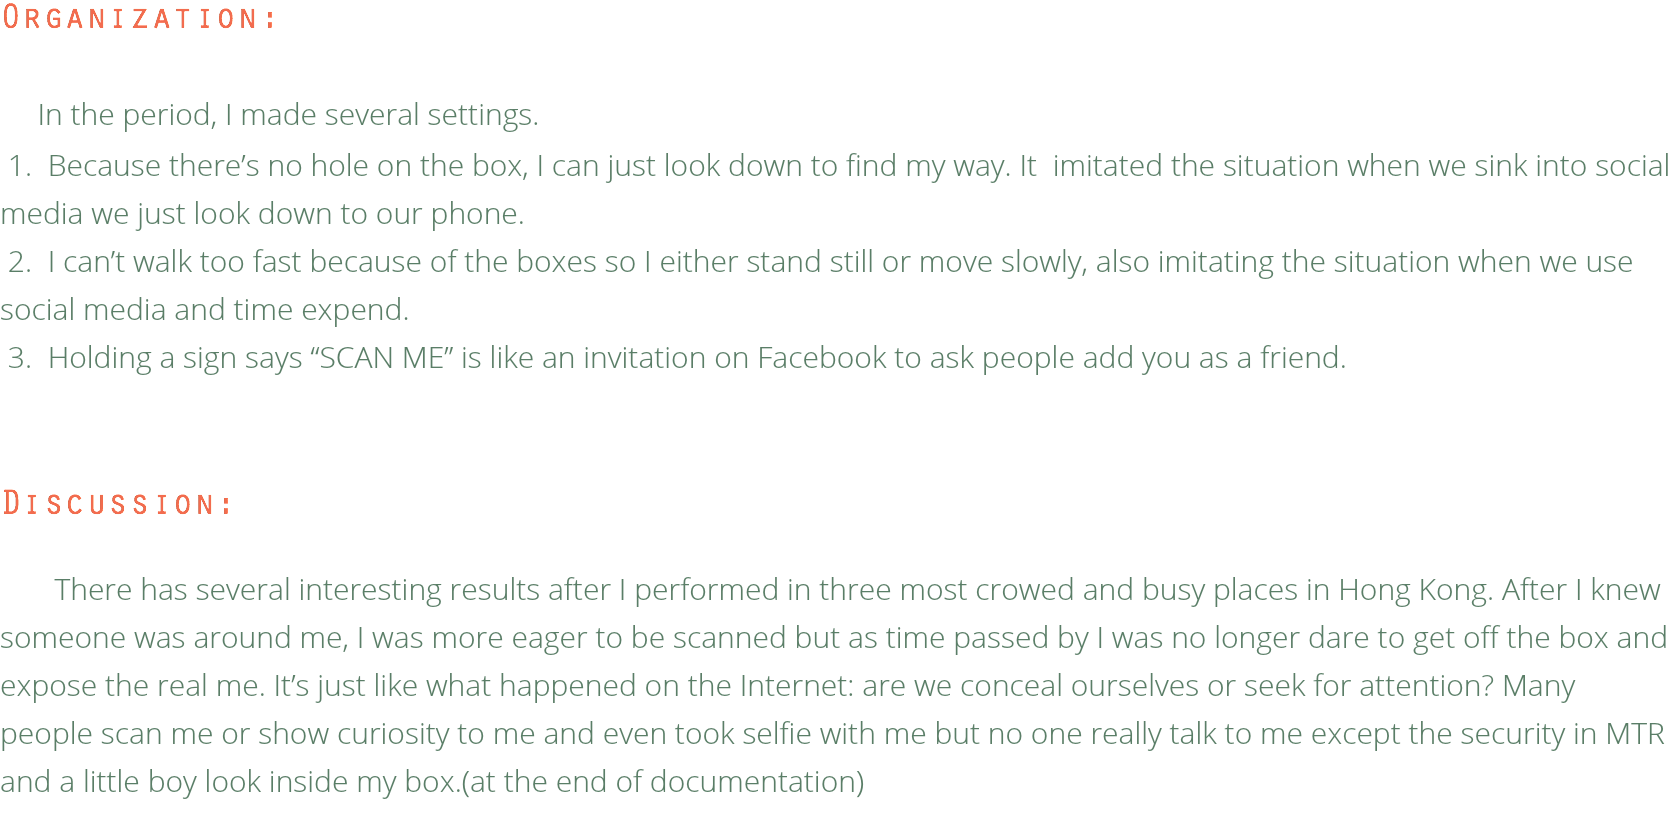 ORGANIZATION:
In the period, I made several settings.
1. Because there’s no hole on the box, I can just look down to find my way. It imitated the situation when we sink into social
media we just look down to our phone.
2. I can’t walk too fast because of the boxes so I either stand still or move slowly, also imitating the situation when we use
social media and time expend.
3. Holding a sign says “SCAN ME” is like an invitation on Facebook to ask people add you as a friend.
DISCUSSION:
There has several interesting results after I performed in three most crowed and busy places in Hong Kong. After I knew
someone was around me, I was more eager to be scanned but as time passed by I was no longer dare to get off the box and
expose the real me. It’s just like what happened on the Internet: are we conceal ourselves or seek for attention? Many
people scan me or show curiosity to me and even took selfie with me but no one really talk to me except the security in MTR
and a little boy look inside my box.(at the end of documentation)